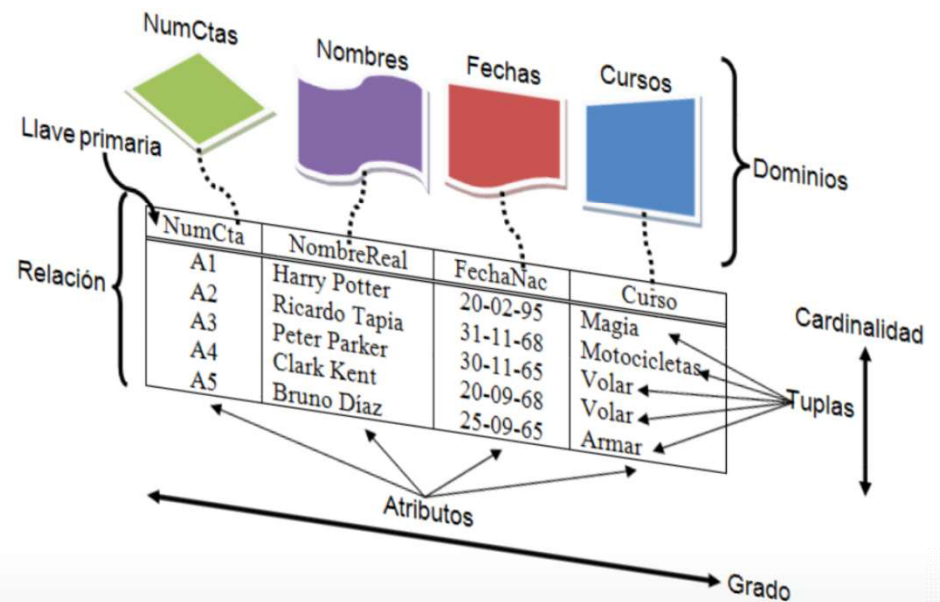 NumCtas
Nombres
Fechas
Cursos
Llave primaria
Dominios
Relación
NumCta NombreReal FechaNac Curso
A1 Harry Potter 20-02-95 Magia
A2 Ricardo Tapia 31-11-68 Motocicletas
A3 Peter Parker 30-11-65 Volar
A4 Clark Kent 20-09-68 Volar
A5 Bruno Díaz 25-09-65 Armar
Cardinalidad
Tuplas
Atributos
Grado